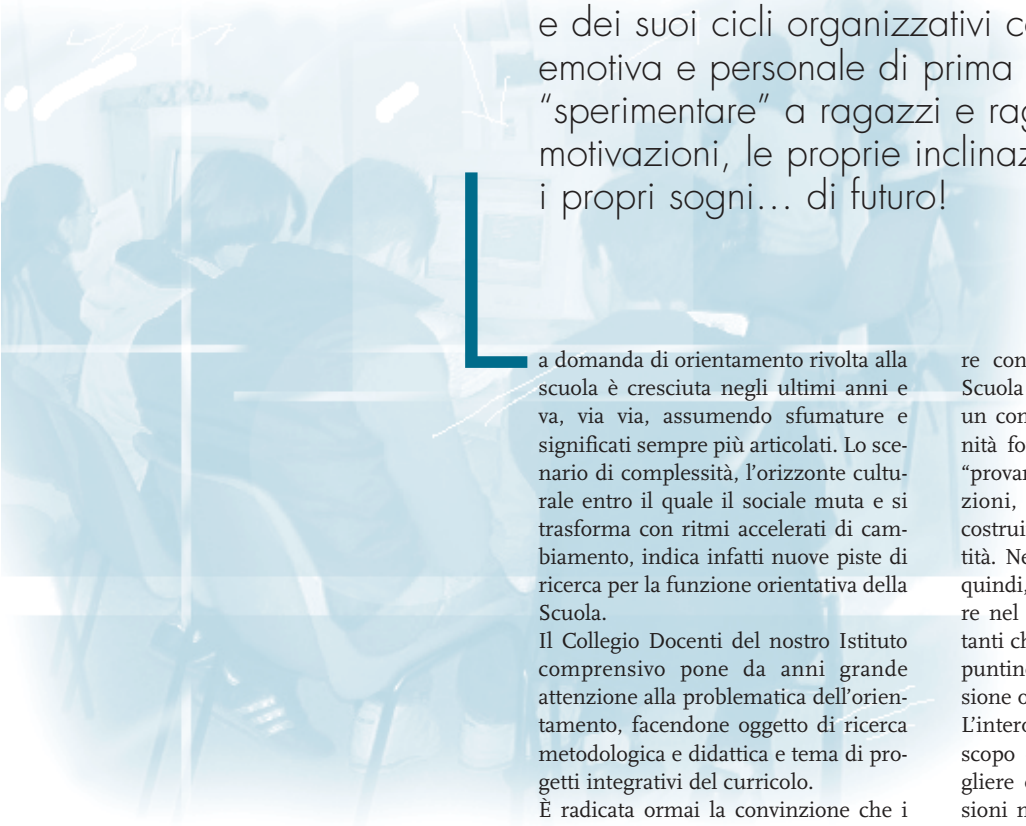 e dei suoi cicli organizzativi
emotiva e personale di prima
“sperimentare” a ragazzi e
motivazioni, le proprie
i propri sogni… di futuro!
La domanda di orientamento rivolta alla
scuola è cresciuta negli ultimi anni e
va, via via, assumendo sfumature e
significati sempre più articolati. Lo sce-
nario di complessità, l’orizzonte cultu-
rale entro il quale il sociale muta e si
trasforma con ritmi accelerati di cam-
biamento, indica infatti nuove piste di
ricerca per la funzione orientativa della
Scuola.
Il Collegio Docenti del nostro Istituto
comprensivo pone da anni grande
attenzione alla problematica dell’orien-
tamento, facendone oggetto di ricerca
metodologica e didattica e tema di pro-
getti integrativi del curricolo.
È radicata ormai la convinzione che i
re con
Scuola
un con
nità fo
“provar
zioni,
costrui
tità. Ne
quindi,
re nel
tanti ch
puntino
sione o
L’interc
scopo
gliere
sioni n